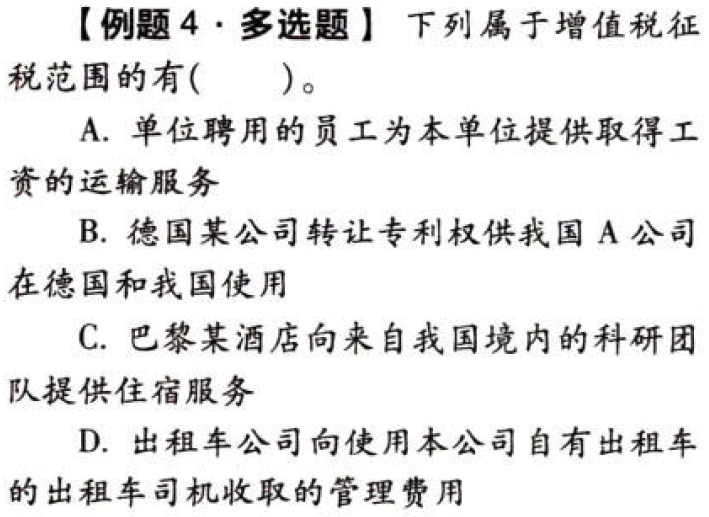 【例题4·多选题】 下列属于增值税征
税范围的有(　　)。
A. 单位聘用的员工为本单位提供取得工
资的运输服务
B. 德国某公司转让专利权供我国 A 公司
在德国和我国使用
C. 巴黎某酒店向来自我国境内的科研团
队提供住宿服务
D. 出租车公司向使用本公司自有出租车
的出租车司机收取的管理费用